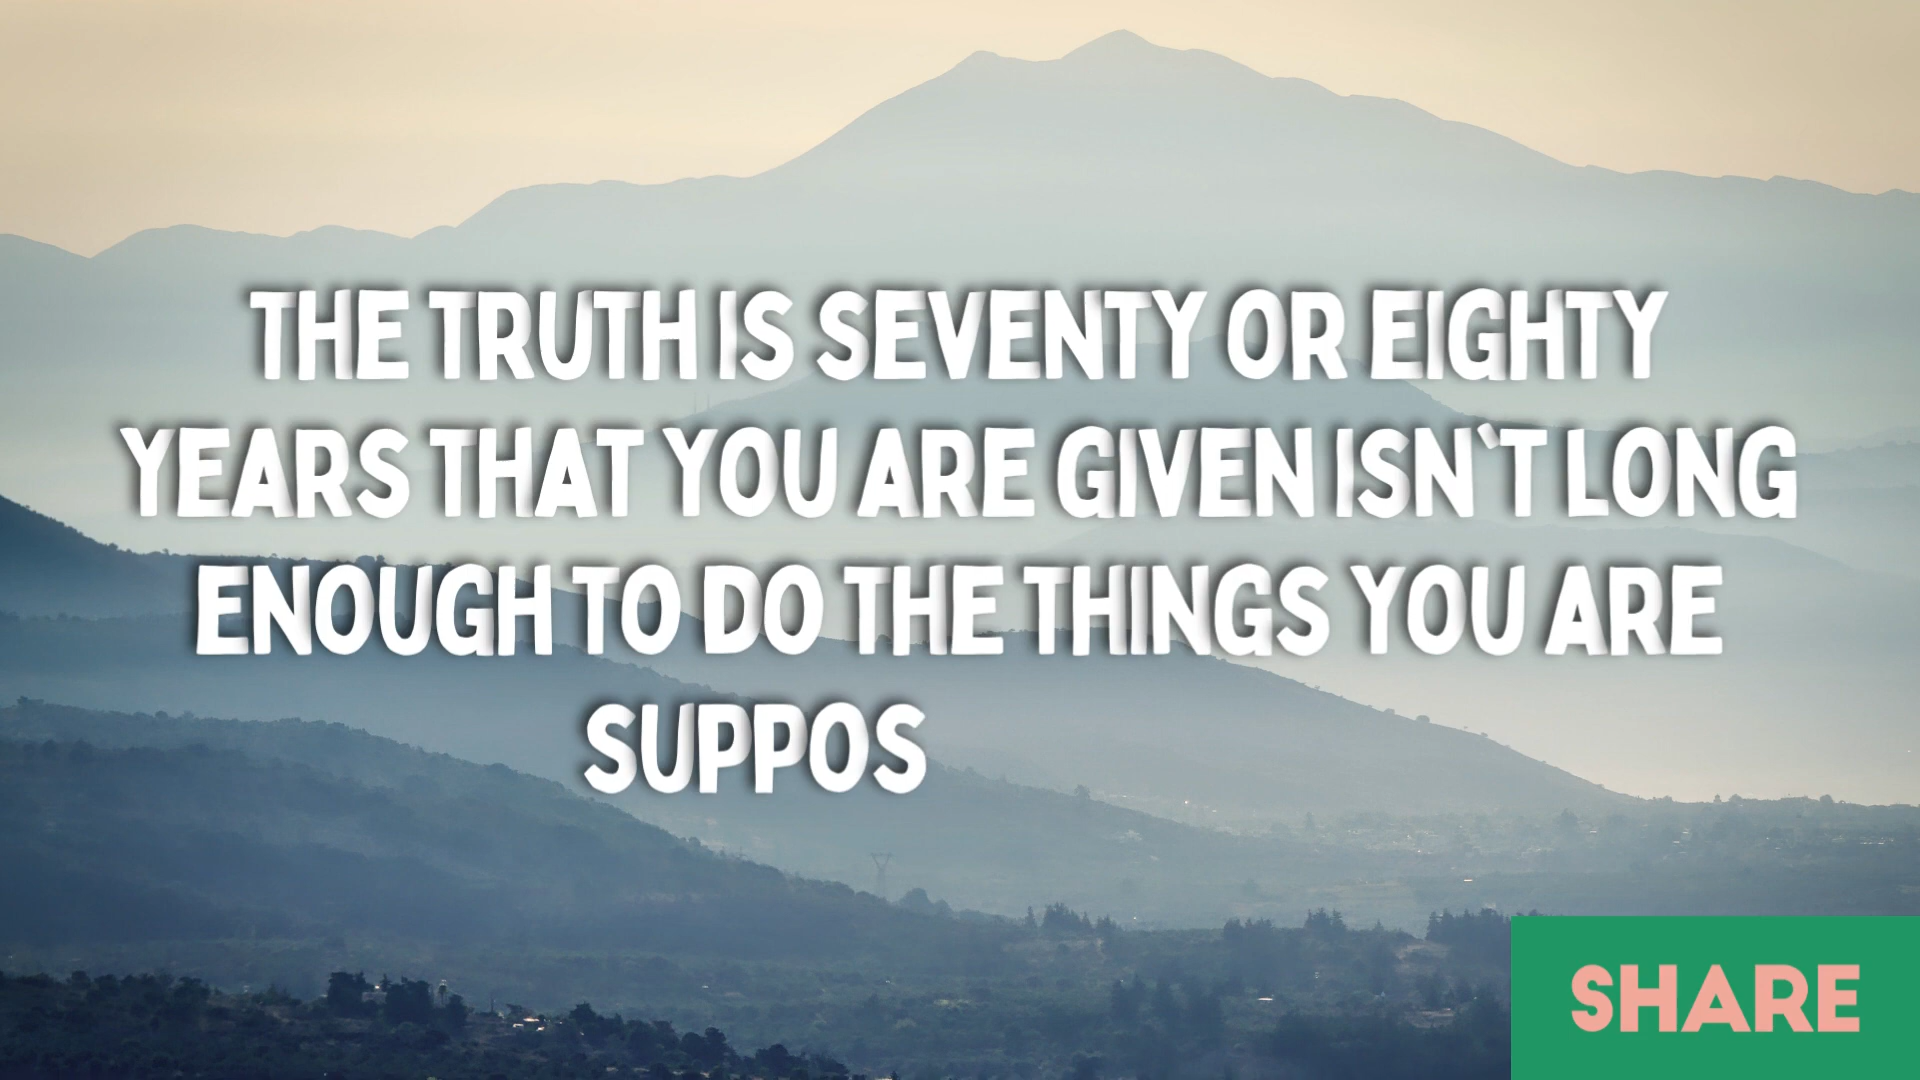 THE TRUTH IS SEVENTY OR EIGHTY
YEARS THAT YOU ARE GIVEN ISN`T LONG
ENOUGH TO DO THE THINGS YOU ARE
SUPPOS
SHARE